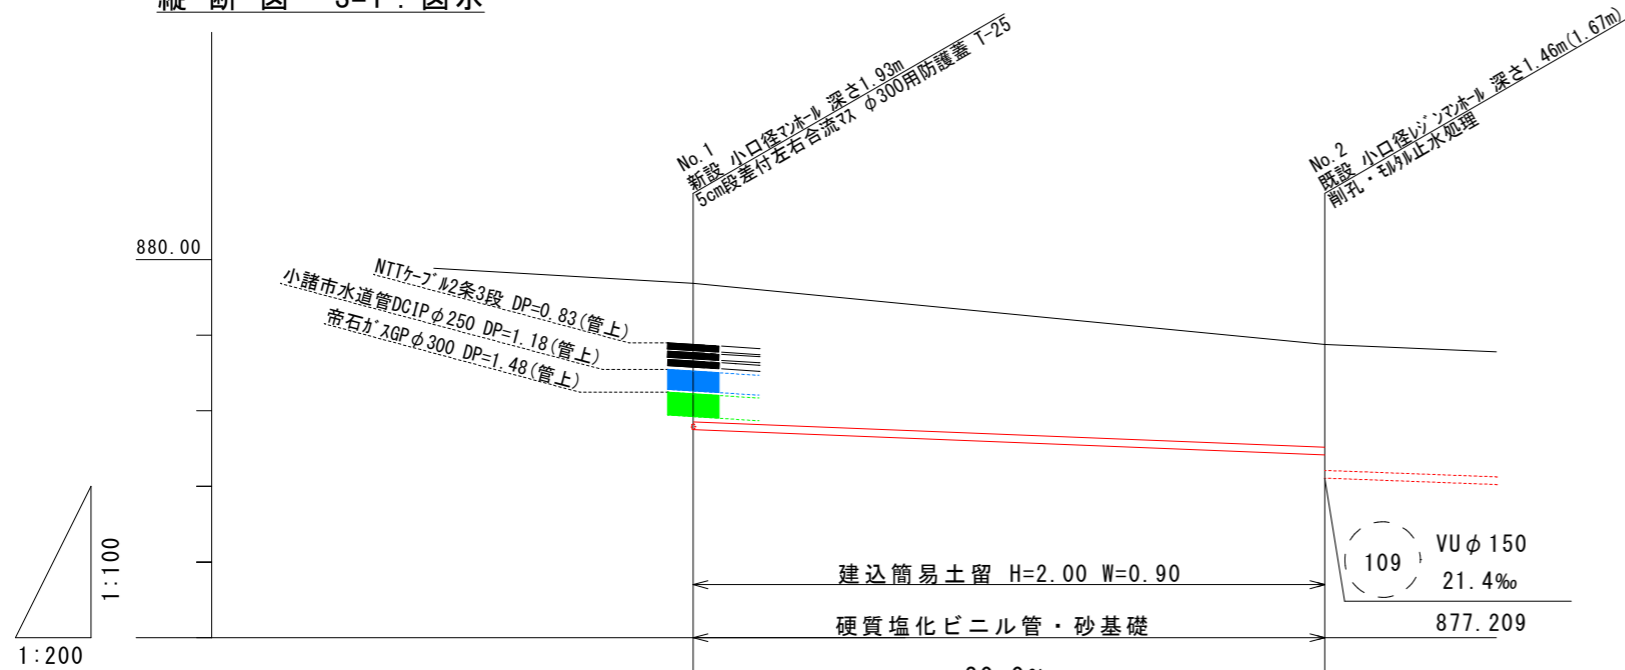 縦断図 S=1:図示
No.1
新設 小口径マンホール 深さ1.93m
5cm段差付左右合流マス φ300用防護蓋 T-25
No.2
既設 小口径レジンマンホール 深さ1.46m(1.67m)
削孔・モルタル止水処理
880.00
NTTケーブル2条3段 DP=0.83(管上)
小諸市水道管DCIPφ250 DP=1.18(管上)
帝石ガスGPφ300 DP=1.48(管上)
1:100
1:200
建込簡易土留 H=2.00 W=0.90
硬質塩化ビニル管・砂基礎
109
VUφ150
21.4‰
877.209